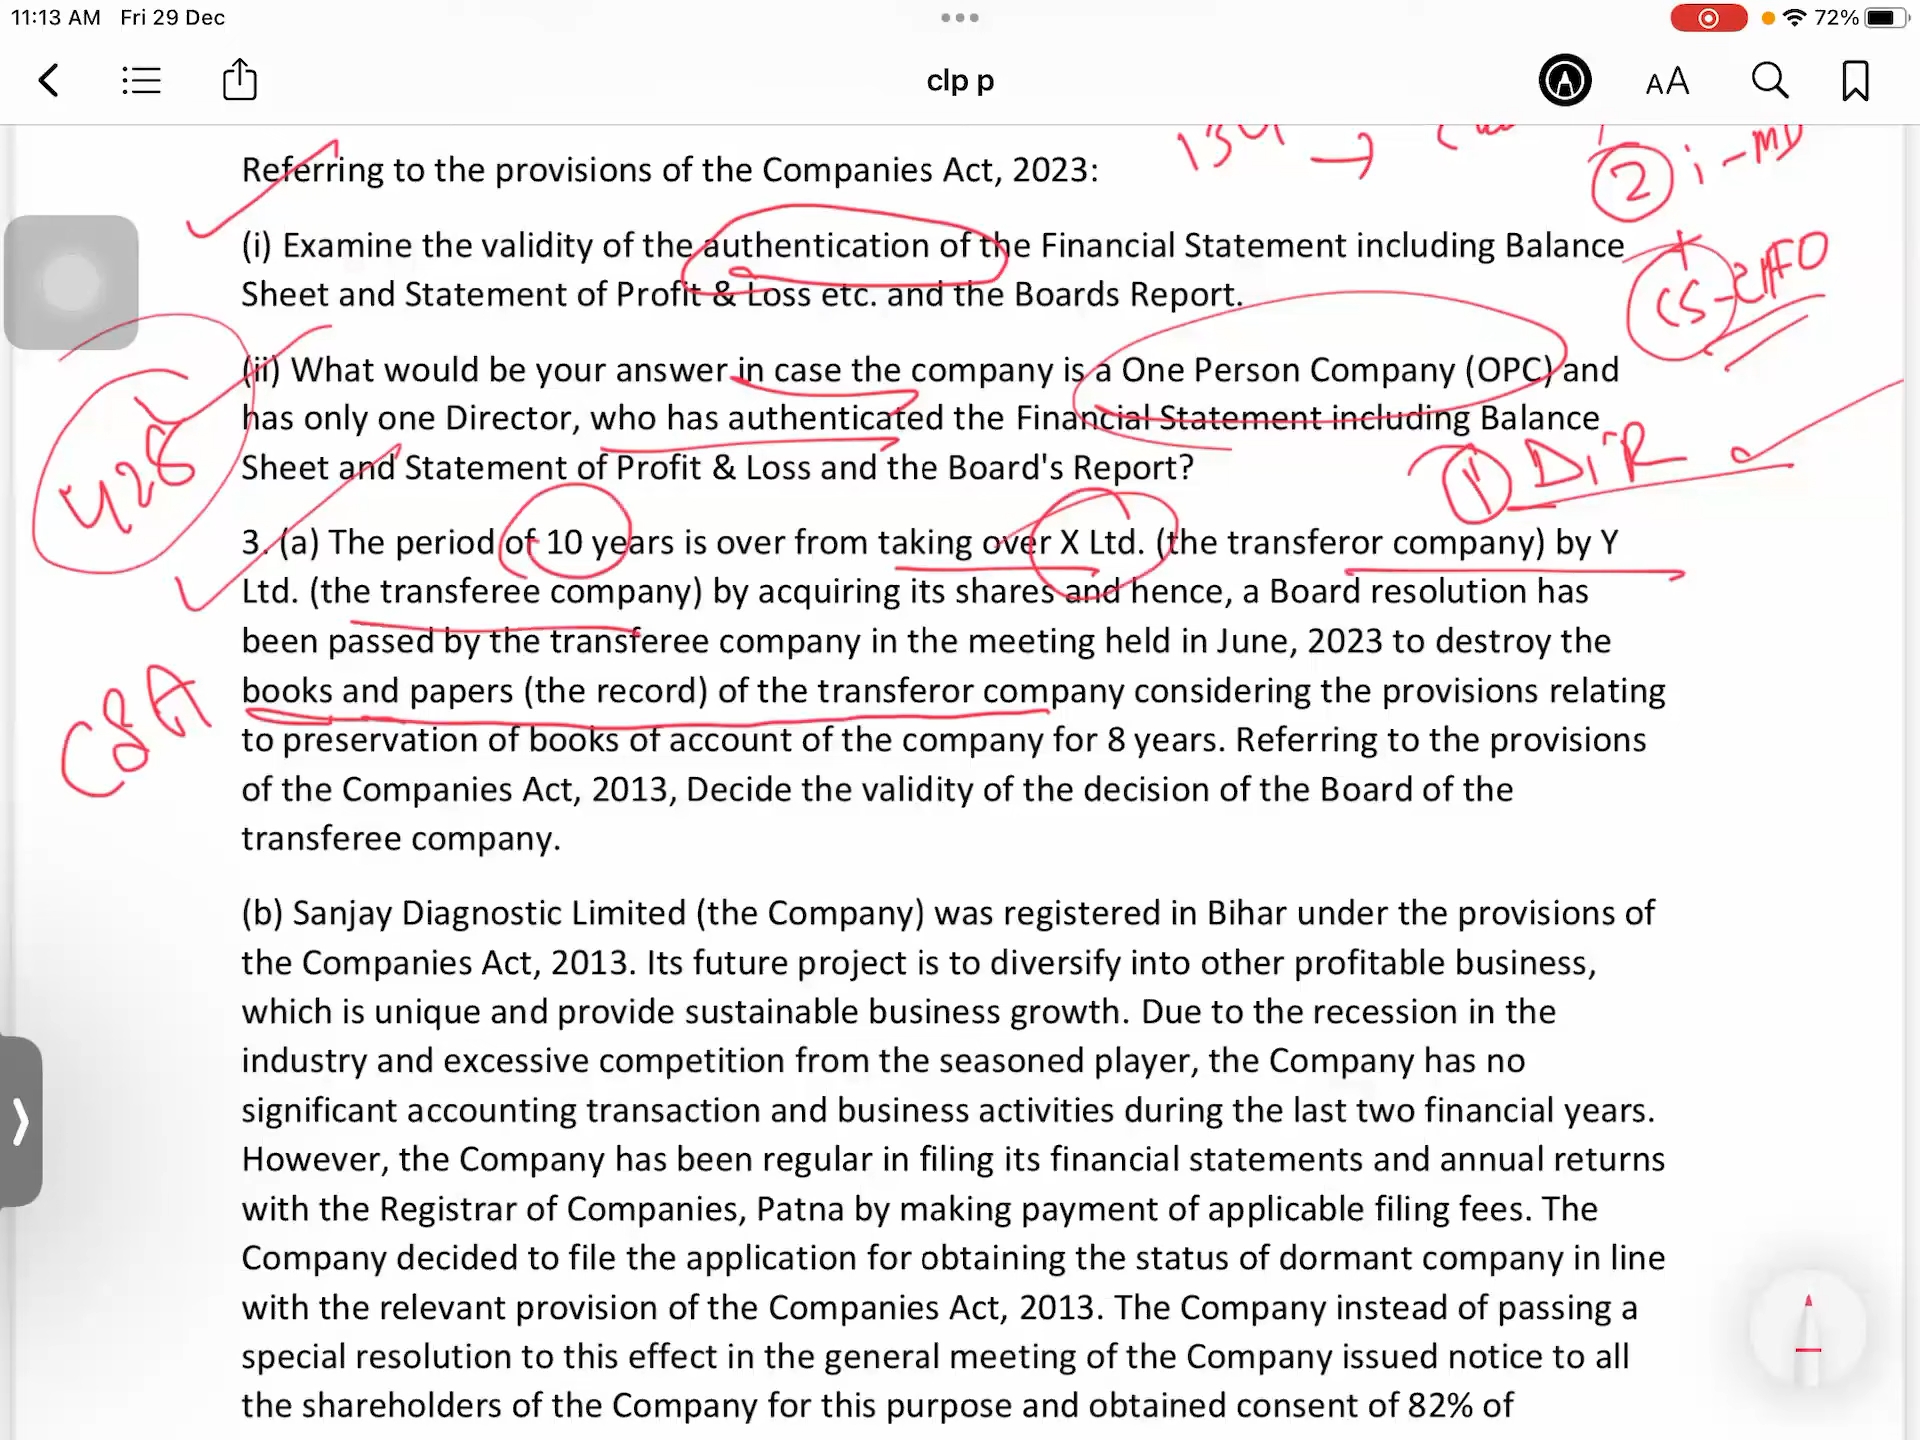 11:13 AM Fri 29 Dec
72%
clp p
134
2 i - MD
Referring to the provisions of the Companies Act, 2023:
(i) Examine the validity of the authentication of the Financial Statement including Balance
Sheet and Statement of Profit & Loss etc. and the Boards Report.
+
CS - CFO
(ii) What would be your answer in case the company is a One Person Company (OPC) and
has only one Director, who has authenticated the Financial Statement including Balance
Sheet and Statement of Profit & Loss and the Board's Report?
428
1 DIR
3. (a) The period of 10 years is over from taking over X Ltd. (the transferor company) by Y
Ltd. (the transferee company) by acquiring its shares and hence, a Board resolution has
been passed by the transferee company in the meeting held in June, 2023 to destroy the
books and papers (the record) of the transferor company considering the provisions relating
to preservation of books of account of the company for 8 years. Referring to the provisions
of the Companies Act, 2013, Decide the validity of the decision of the Board of the
transferee company.
(b) Sanjay Diagnostic Limited (the Company) was registered in Bihar under the provisions of
the Companies Act, 2013. Its future project is to diversify into other profitable business,
which is unique and provide sustainable business growth. Due to the recession in the
industry and excessive competition from the seasoned player, the Company has no
significant accounting transaction and business activities during the last two financial years.
However, the Company has been regular in filing its financial statements and annual returns
with the Registrar of Companies, Patna by making payment of applicable filing fees. The
Company decided to file the application for obtaining the status of dormant company in line
with the relevant provision of the Companies Act, 2013. The Company instead of passing a
special resolution to this effect in the general meeting of the Company issued notice to all
the shareholders of the Company for this purpose and obtained consent of 82% of